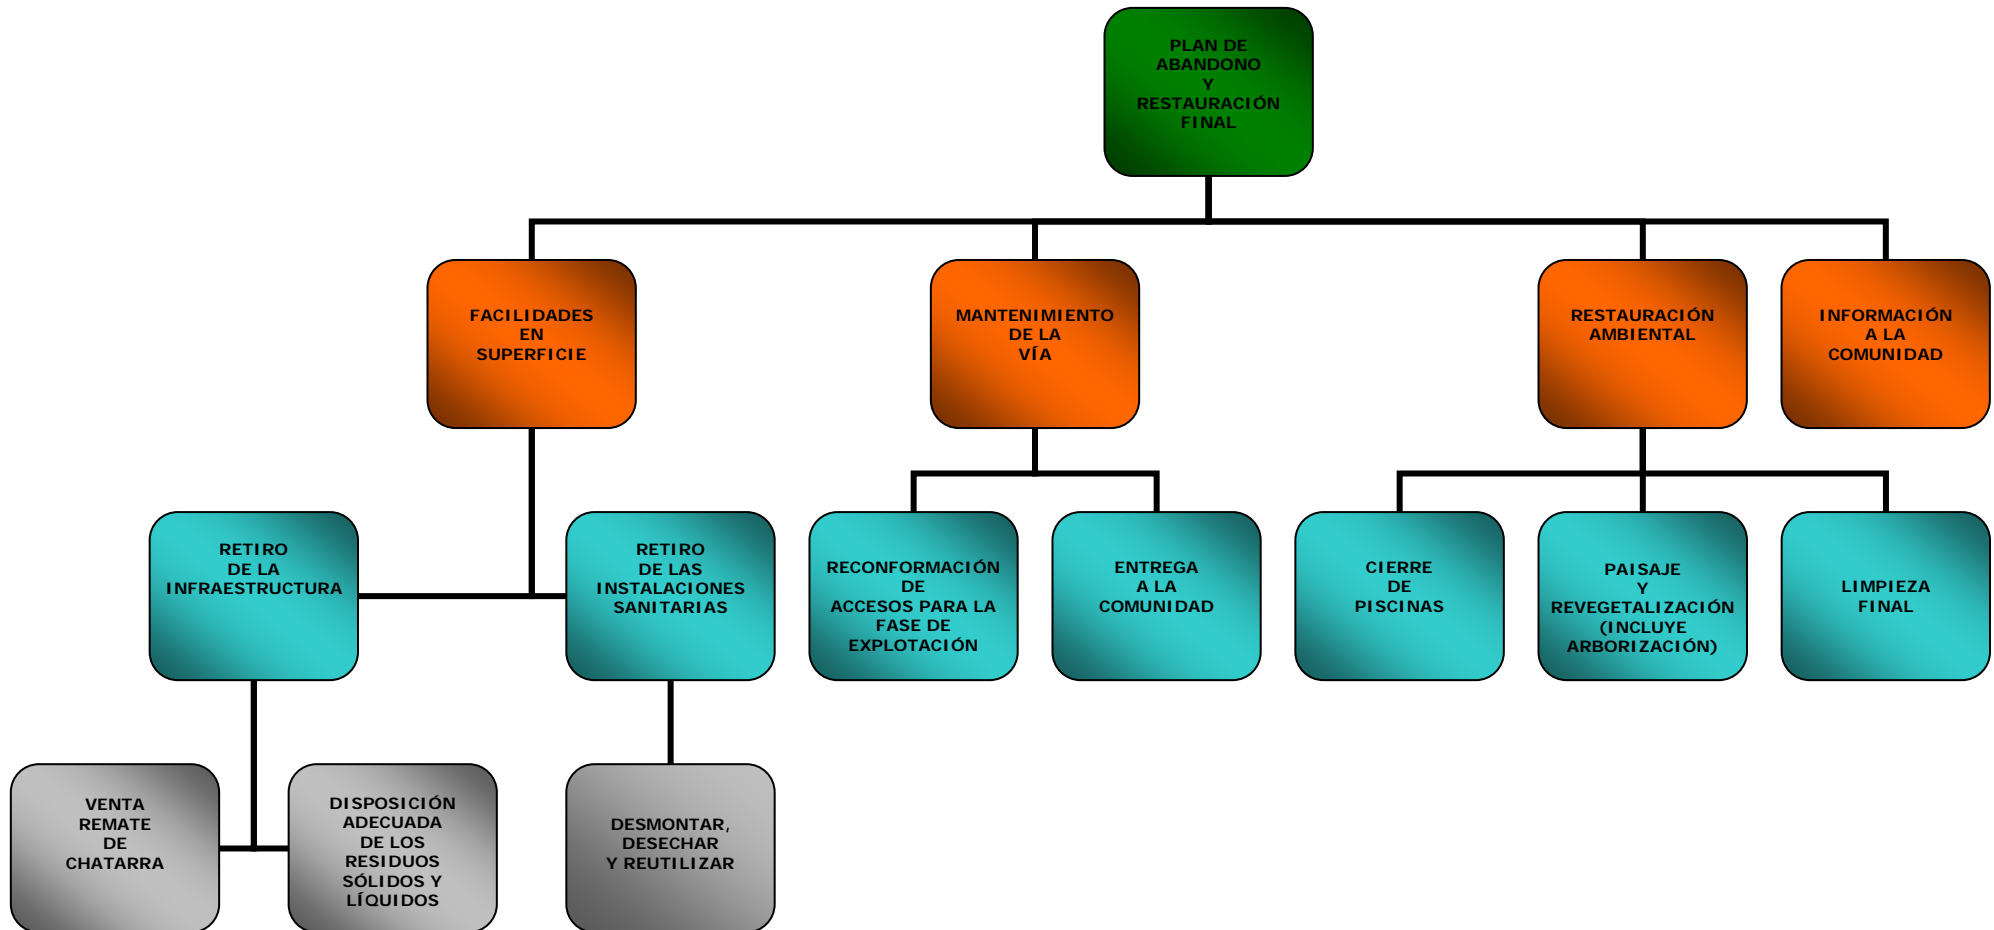 PLAN DE
ABANDONO
Y
RESTAURACIÓN
FINAL
FACILIDADES
EN
SUPERFICIE
MANTENIMIENTO
DE LA
VÍA
RESTAURACIÓN
AMBIENTAL
INFORMACIÓN
A LA
COMUNIDAD
RETIRO
DE LA
INFRAESTRUCTURA
RETIRO
DE LAS
INSTALACIONES
SANITARIAS
RECONFORMACIÓN
DE
ACCESOS PARA LA
FASE DE
EXPLOTACIÓN
ENTREGA
A LA
COMUNIDAD
CIERRE
DE
PISCINAS
PAISAJE
Y
REVEGETALIZACIÓN
(INCLUYE
ARBORIZACIÓN)
LIMPIEZA
FINAL
VENTA
REMATE
DE
CHATARRA
DISPOSICIÓN
ADECUADA
DE LOS
RESIDUOS
SÓLIDOS Y
LÍQUIDOS
DESMONTAR,
DESECHAR
Y REUTILIZAR